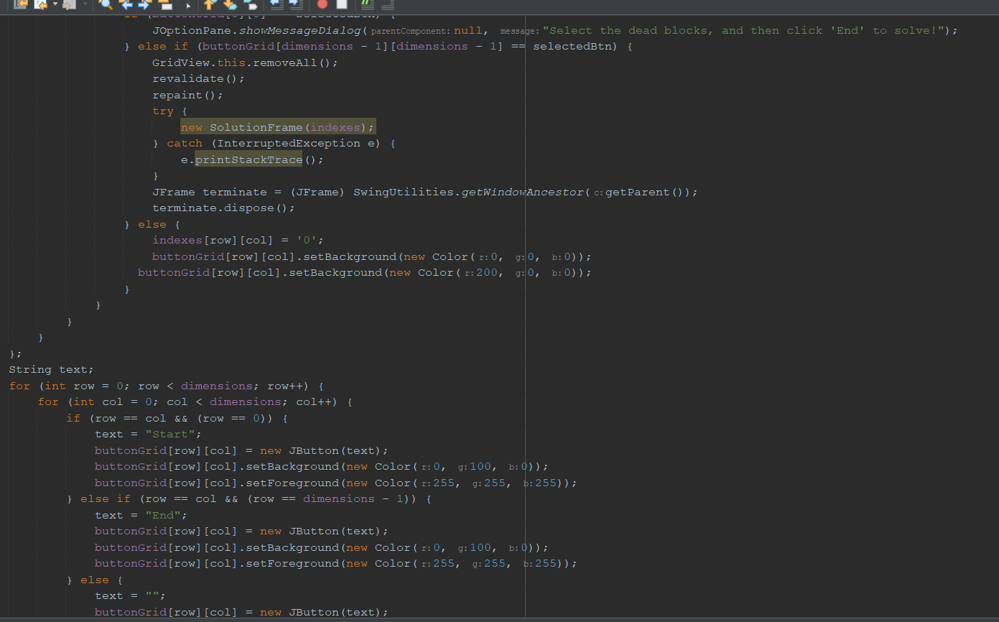 JOptionPane.showMessageDialog( parentComponent: null, message: "Select the dead blocks, and then click 'End' to solve!");
} else if (buttonGrid[dimensions - 1][dimensions - 1] == selectedBtn) {
GridView.this.removeAll();
revalidate();
repaint();
try {
new SolutionFrame(indexes);
} catch (InterruptedException e) {
e.printStackTrace();
}
JFrame terminate = (JFrame) SwingUtilities.getWindowAncestor( c: getParent());
terminate.dispose();
} else {
indexes[row][col] = '0';
buttonGrid[row][col].setBackground(new Color( r: 0, g: 0, b: 0));
buttonGrid[row][col].setBackground(new Color( r: 200, g: 0, b: 0));
}
}
}
}
};
String text;
for (int row = 0; row < dimensions; row++) {
for (int col = 0; col < dimensions; col++) {
if (row == col && (row == 0)) {
text = "Start";
buttonGrid[row][col] = new JButton(text);
buttonGrid[row][col].setBackground(new Color( r: 0, g: 100, b: 0));
buttonGrid[row][col].setForeground(new Color( r: 255, g: 255, b: 255));
} else if (row == col && (row == dimensions - 1)) {
text = "End";
buttonGrid[row][col] = new JButton(text);
buttonGrid[row][col].setBackground(new Color( r: 0, g: 100, b: 0));
buttonGrid[row][col].setForeground(new Color( r: 255, g: 255, b: 255));
} else {
text = "";
buttonGrid[row][col] = new JButton(text);